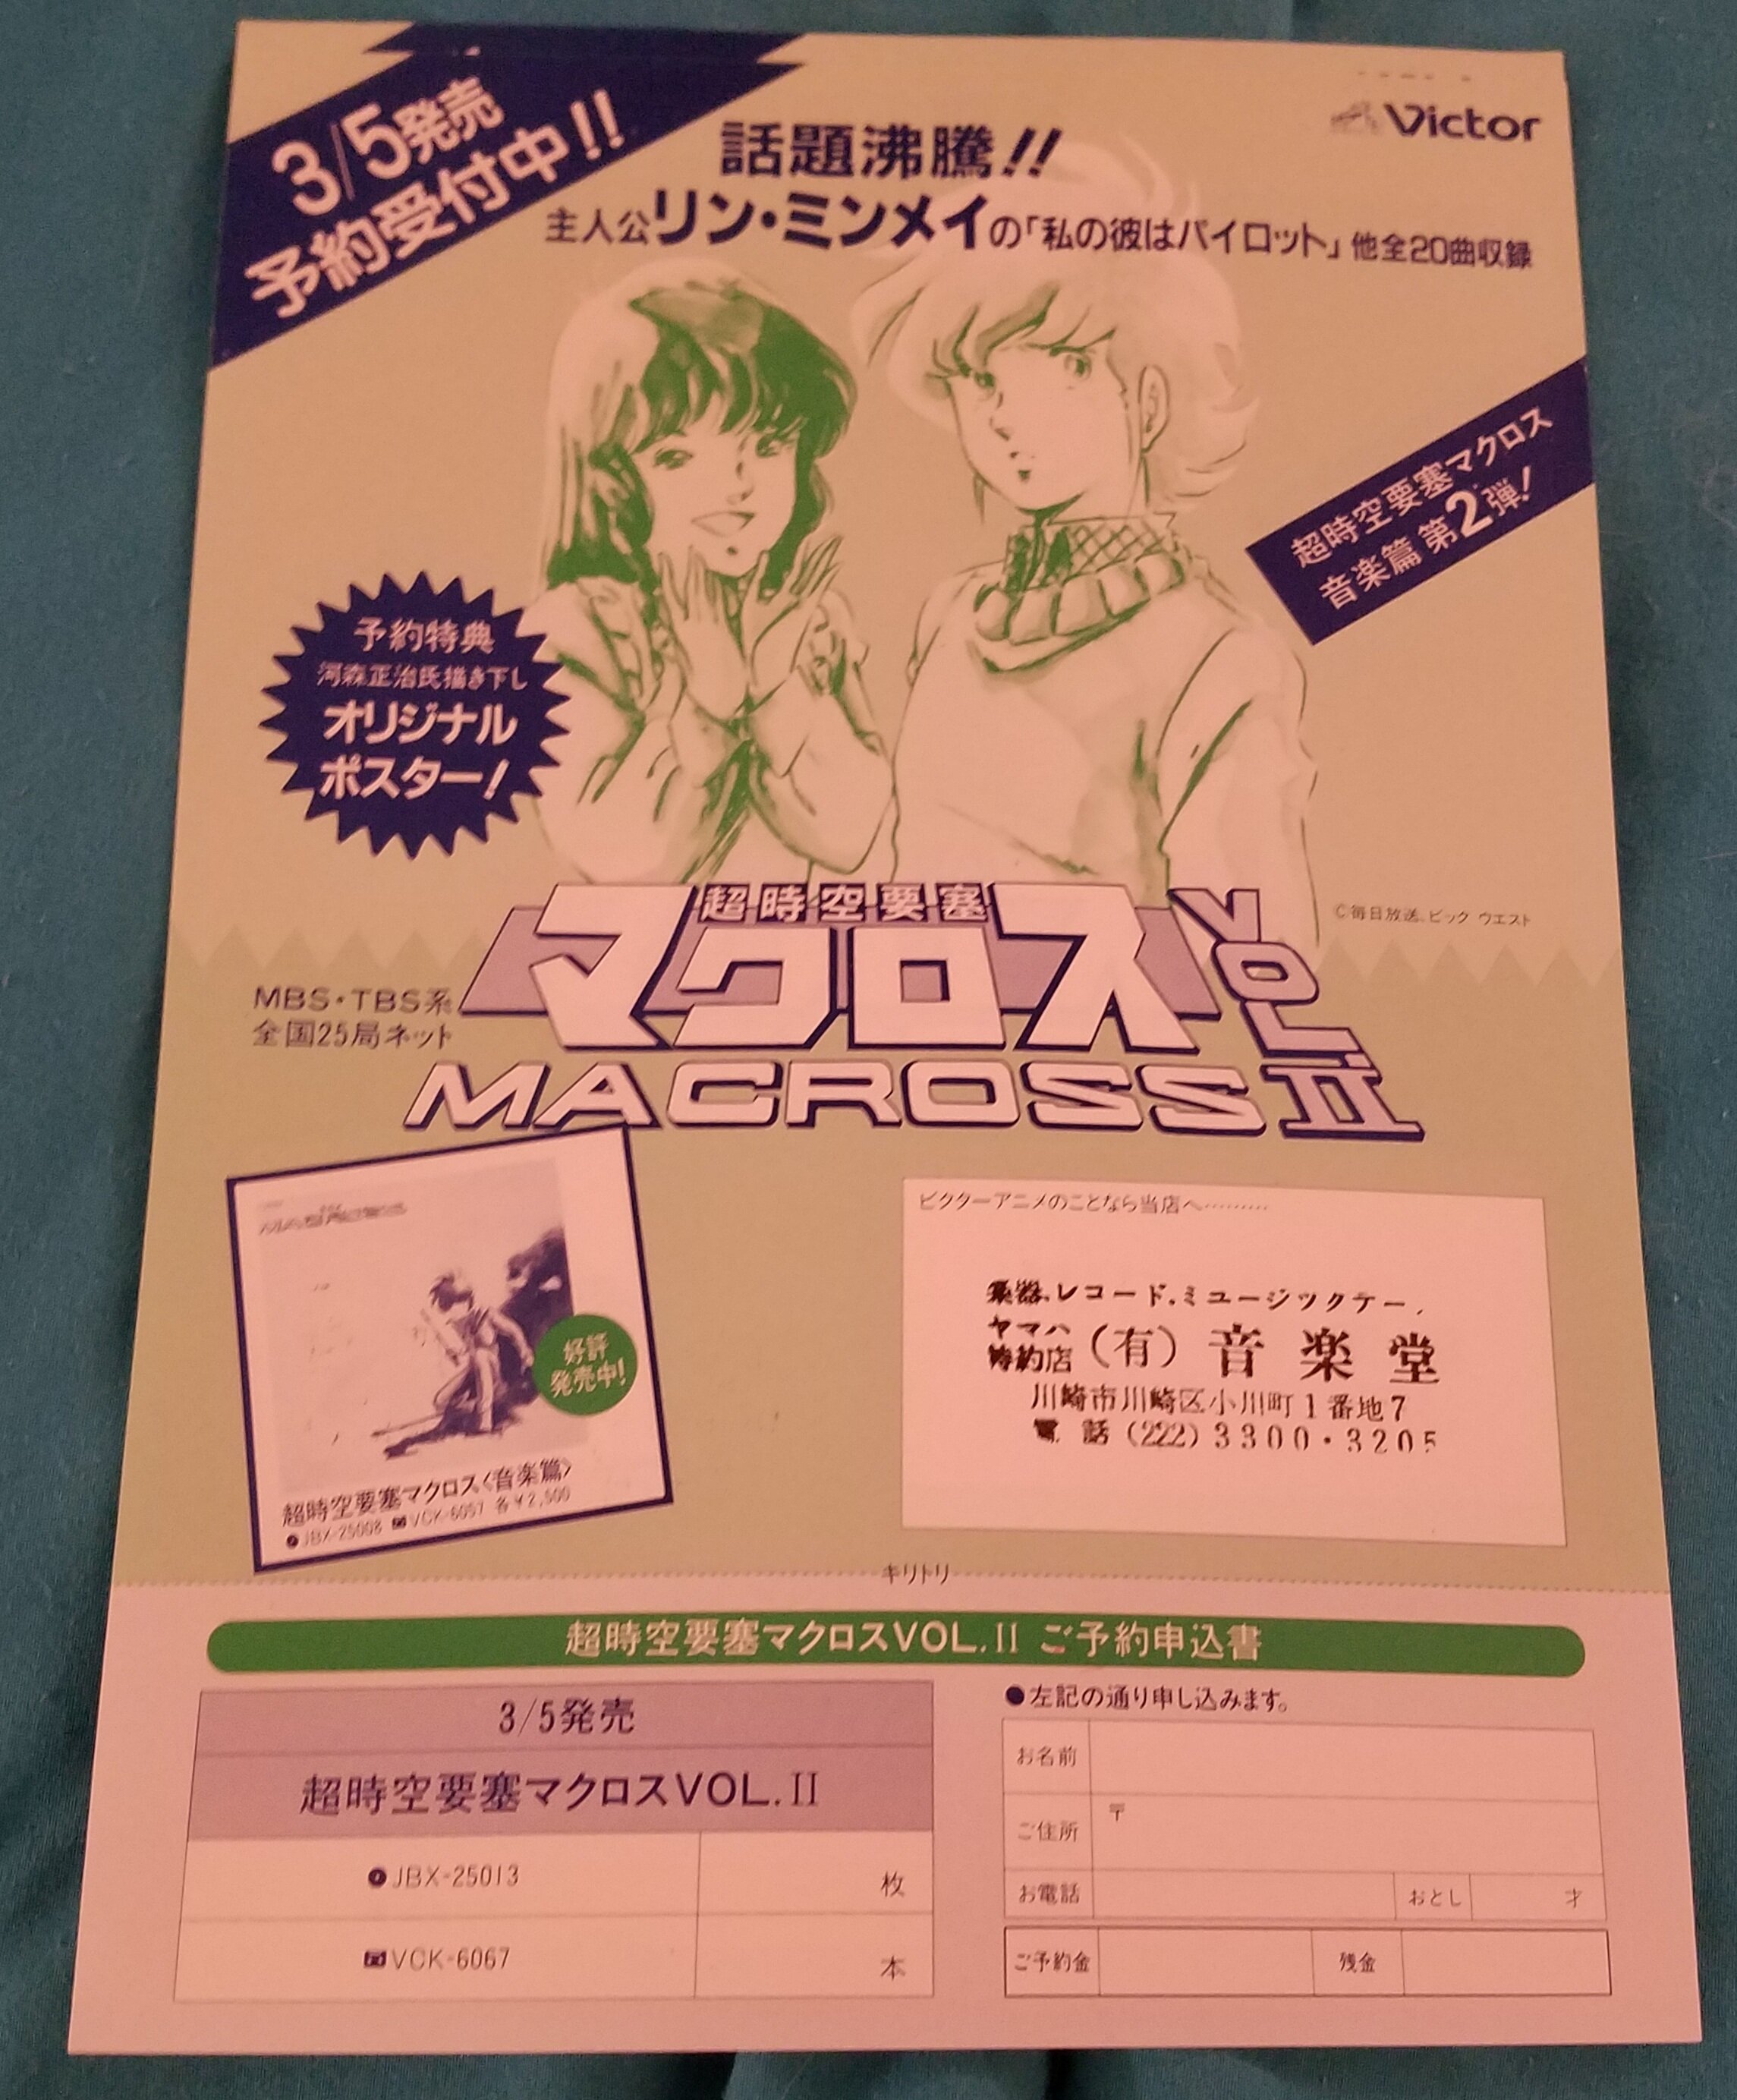 3/5発売
予約受付中!!
Victor
話題沸騰!!
主人公リン・ミンメイの「私の彼はパイロット」他全20曲収録
超時空要塞マクロス
音楽篇 第2弾!
予約特典
河森正治氏描き下し
オリジナル
ポスター!
©毎日放送、ビック ウエスト
超時空要塞
マクロス
VOL
MBS・TBS系
全国25局ネット
MACROSS II
MACROSS
好評
発売中!
超時空要塞マクロス〈音楽篇〉
JBX-25008 VCK-6057 各¥2,500
ビクターアニメのことなら当店へ………
楽器.レコード.ミュージックテー.
ヤマハ
特約店 (有) 音楽堂
川崎市川崎区小川町1番地7
電話 (222) 3300・3205
キリトリ
超時空要塞マクロスVOL.II ご予約申込書
3/5発売
超時空要塞マクロスVOL.II
JBX-25013 枚
VCK-6067 本
●左記の通り申し込みます。
お名前
ご住所 〒
お電話 おとし 才
ご予約金 残金